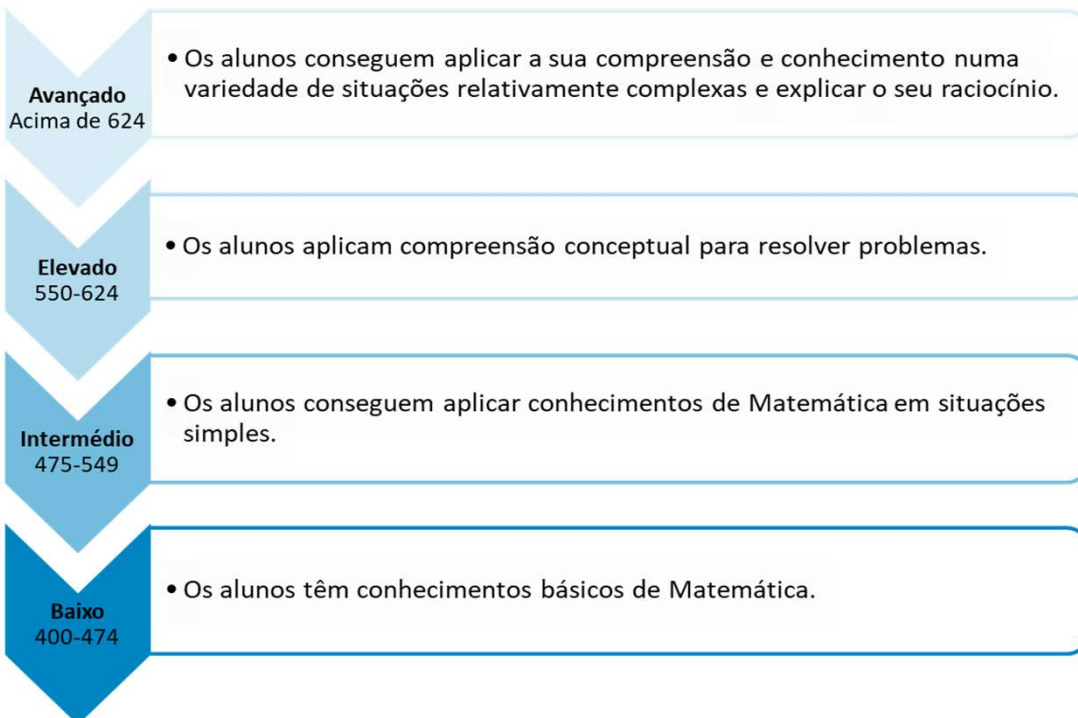 Avançado
Acima de 624
• Os alunos conseguem aplicar a sua compreensão e conhecimento numa
variedade de situações relativamente complexas e explicar o seu raciocínio.
Elevado
550-624
• Os alunos aplicam compreensão conceptual para resolver problemas.
Intermédio
475-549
• Os alunos conseguem aplicar conhecimentos de Matemática em situações
simples.
Baixo
400-474
• Os alunos têm conhecimentos básicos de Matemática.